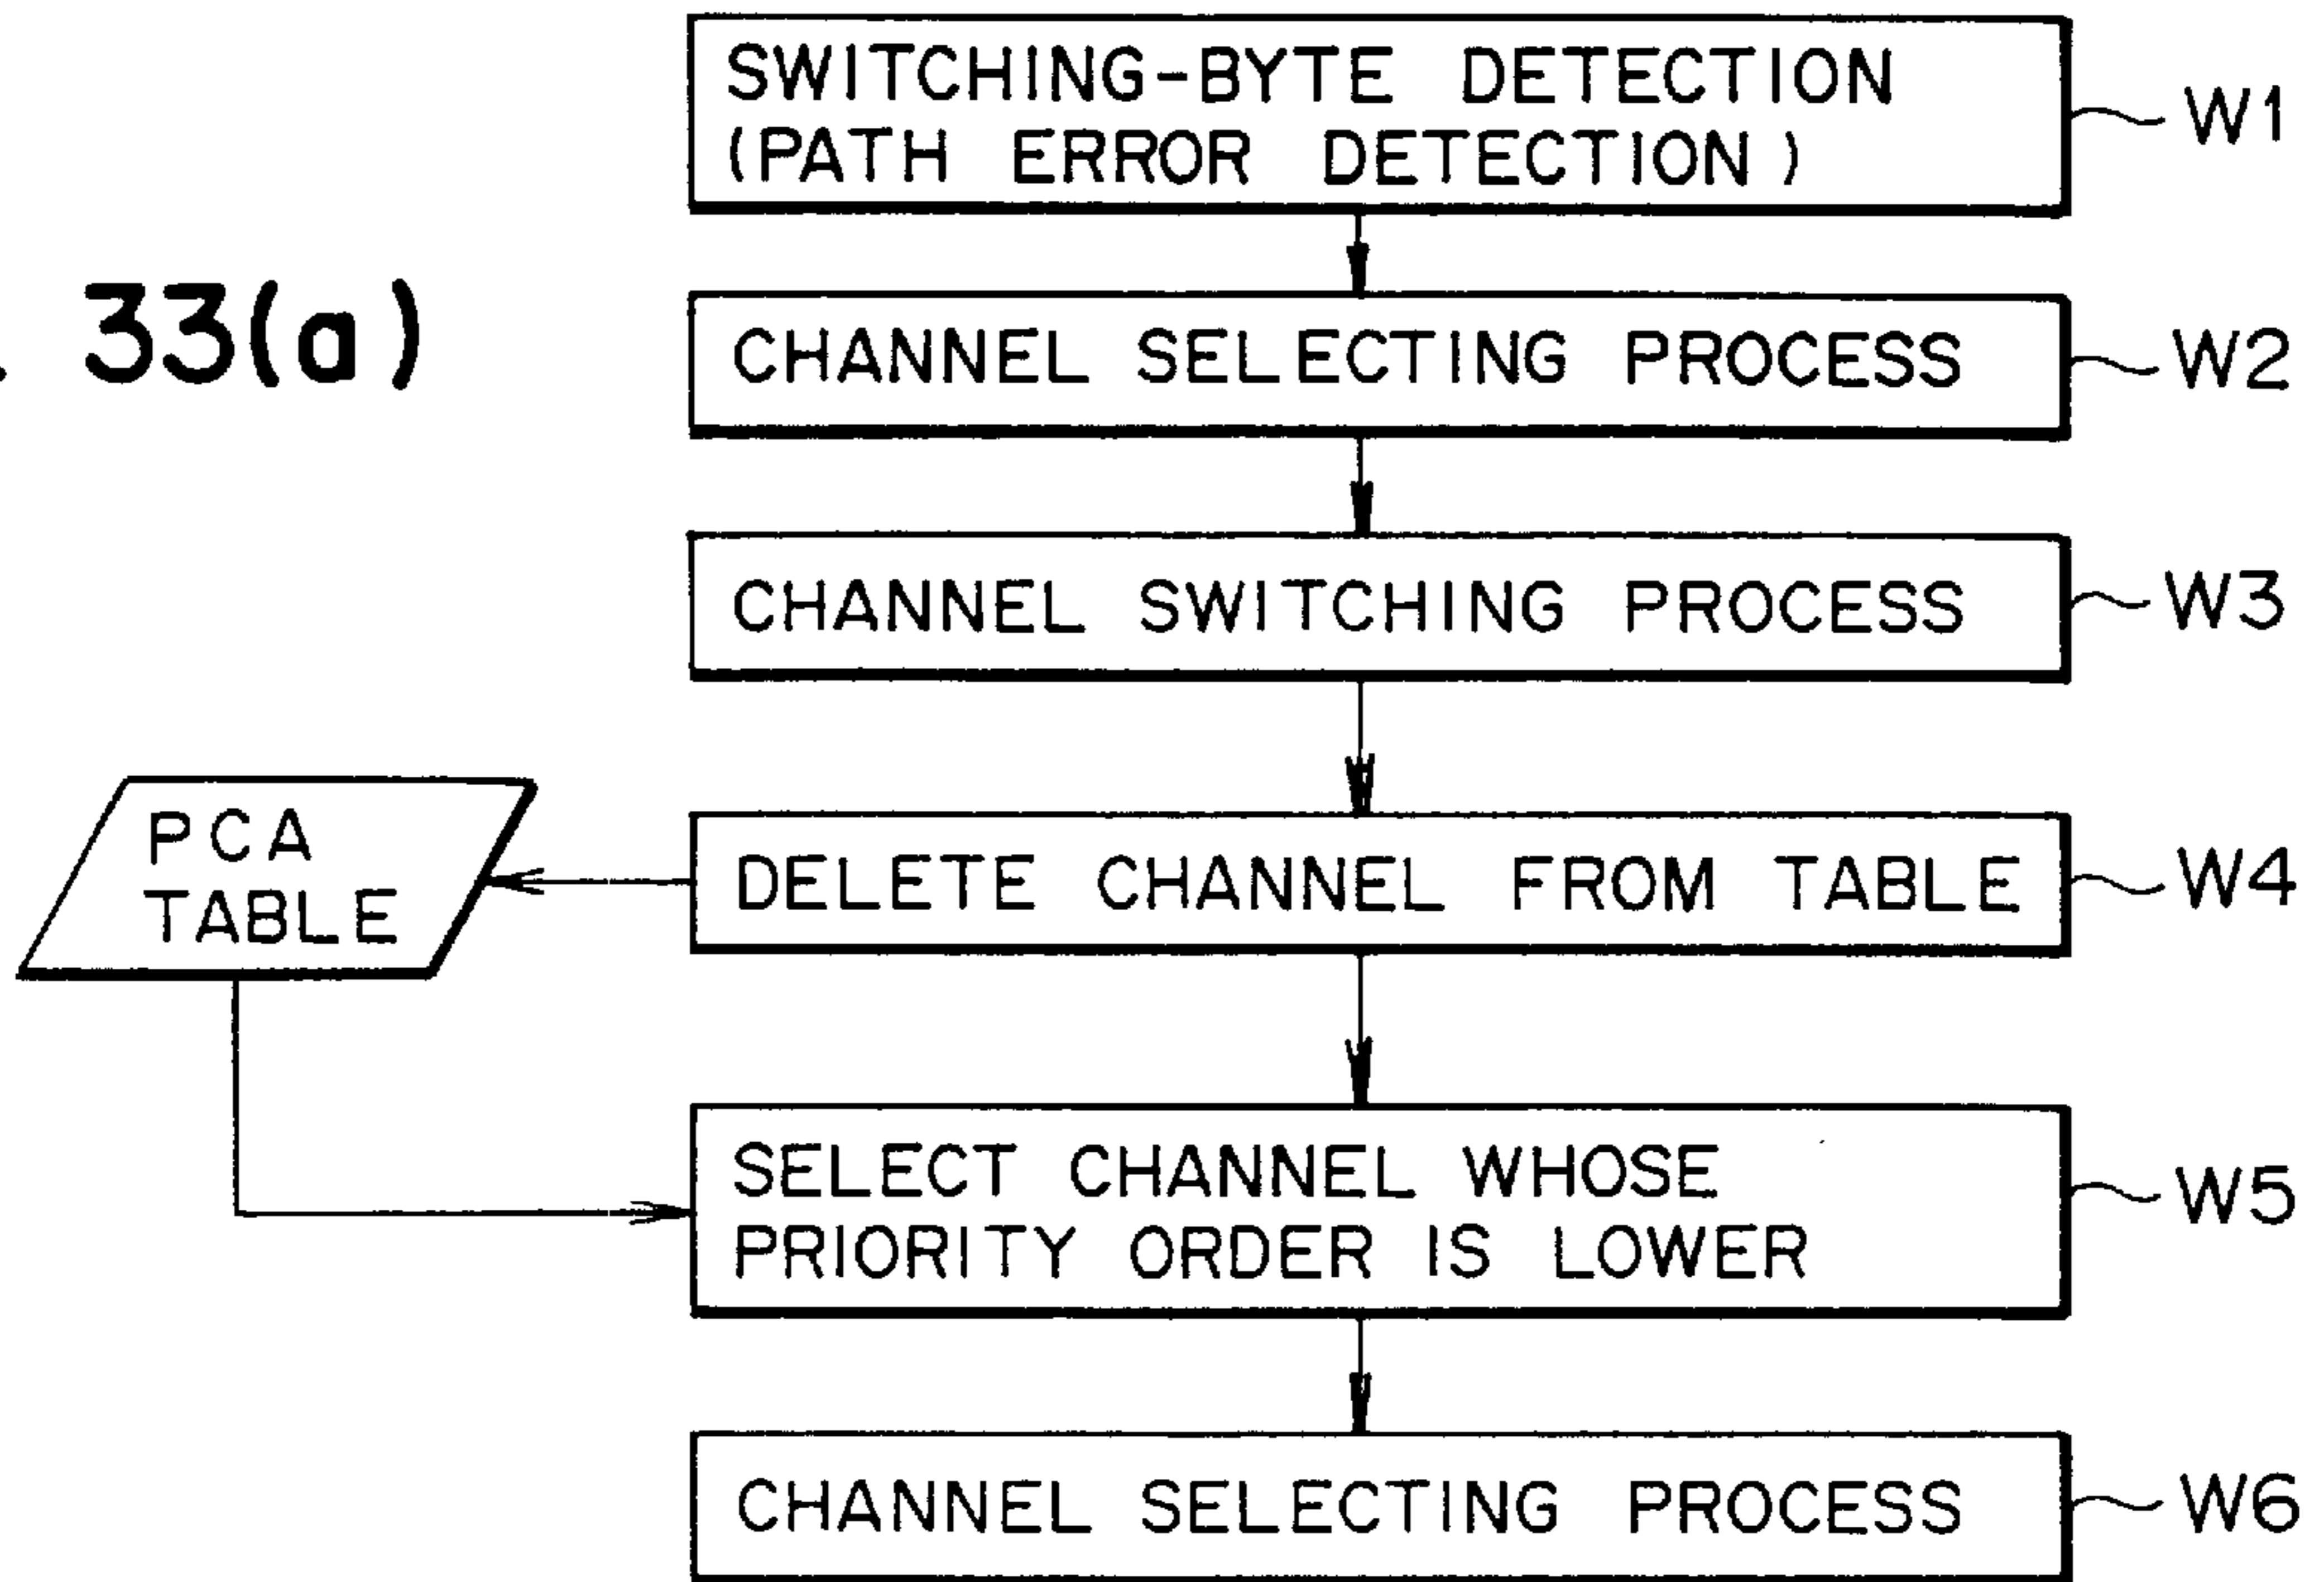 SWITCHING-BYTE DETECTION
(PATH ERROR DETECTION)
W1
33(a)
CHANNEL SELECTING PROCESS
W2
CHANNEL SWITCHING PROCESS
W3
PCA
TABLE
DELETE CHANNEL FROM TABLE
W4
SELECT CHANNEL WHOSE
PRIORITY ORDER IS LOWER
W5
CHANNEL SELECTING PROCESS
W6